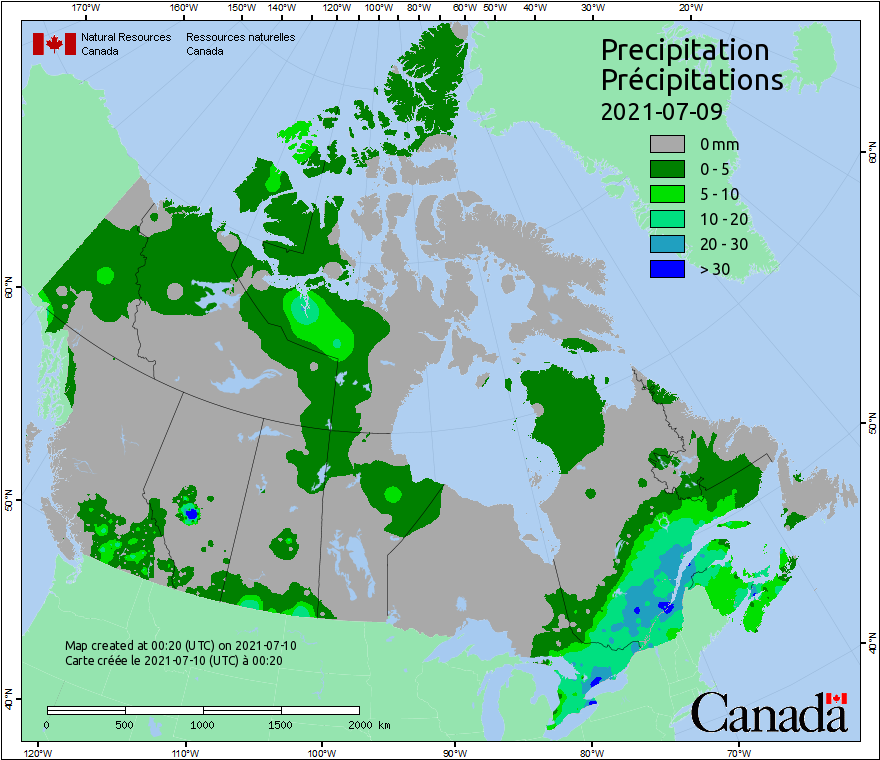 170°W 160°W 150°W 140°W 120°W 100°W 80°W 60°W 50°W 40°W 30°W 20°W
Natural Resources Ressources naturelles
Canada Canada
Precipitation
Précipitations
2021-07-09
0 mm
0 - 5
5 - 10
10 - 20
20 - 30
> 30
60°N
60°N
50°N
50°N
40°N
40°N
Map created at 00:20 (UTC) on 2021-07-10
Carte créée le 2021-07-10 (UTC) à 00:20
0 500 1000 1500 2000 km
Canada
120°W 110°W 100°W 90°W 80°W 70°W